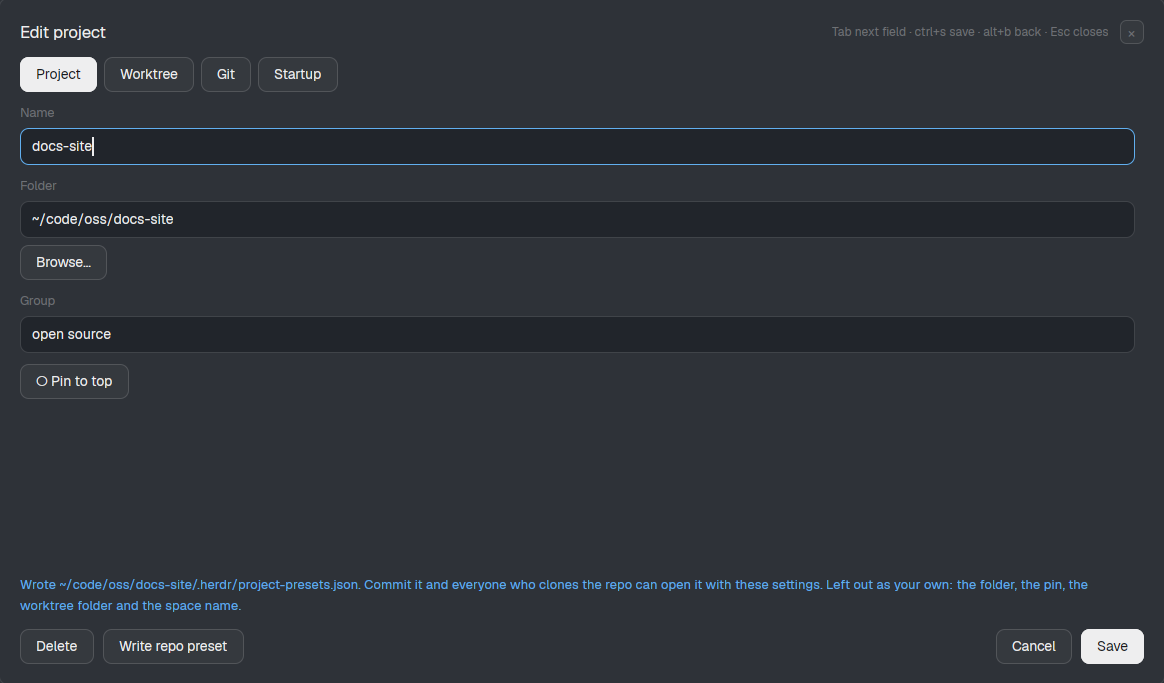 Edit project
Tab next field · ctrl+s save · alt+b back · Esc closes
×
Project
Worktree
Git
Startup
Name
docs-site
Folder
~/code/oss/docs-site
Browse...
Group
open source
Pin to top
Wrote ~/code/oss/docs-site/.herdr/project-presets.json. Commit it and everyone who clones the repo can open it with these settings. Left out as your own: the folder, the pin, the
worktree folder and the space name.
Delete
Write repo preset
Cancel
Save